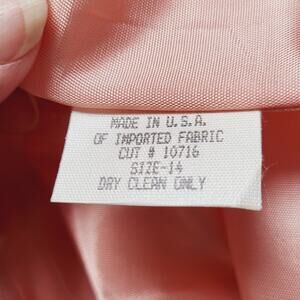 MADE IN U.S.A.
OF IMPORTED FABRIC
CUT # 10716
SIZE-14
DRY CLEAN ONLY